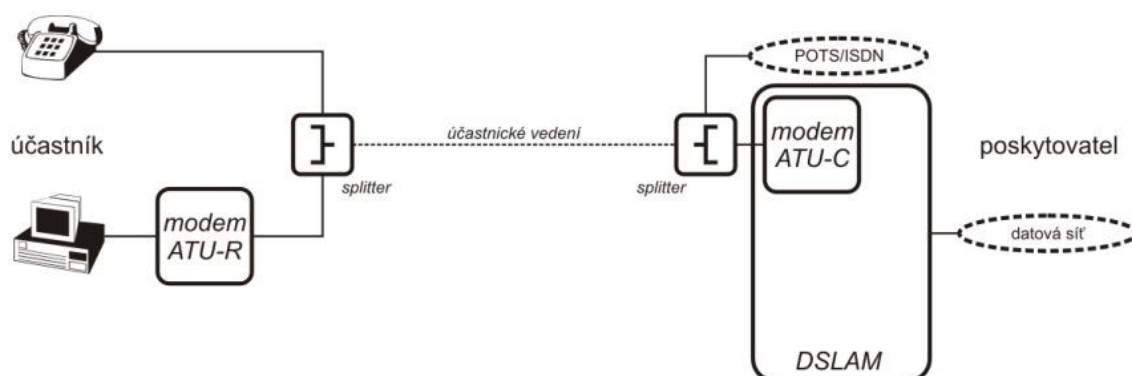 POTS/ISDN
účastník
účastnické vedení
modem
ATU-C
poskytovatel
splitter
splitter
modem
ATU-R
datová síť
DSLAM